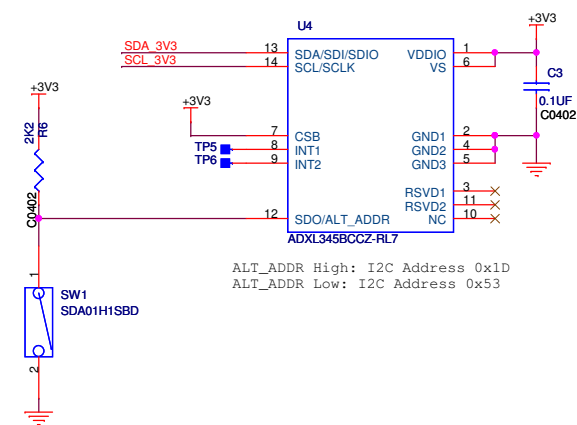 +3V3
U4
SDA_3V3
13
SDA/SDI/SDIO
VDDIO
1
SCL_3V3
14
SCL/SCLK
VS
6
C3
+3V3
+3V3
0.1UF
C0402
2K2
R6
7
CSB
GND1
2
TP5
8
INT1
GND2
4
TP6
9
INT2
GND3
5
RSVD1
3
RSVD2
11
C0402
12
SDO/ALT_ADDR
NC
10
ADXL345BCCZ-RL7
ALT_ADDR High: I2C Address 0x1D
ALT_ADDR Low: I2C Address 0x53
1
SW1
SDA01H1SBD
2